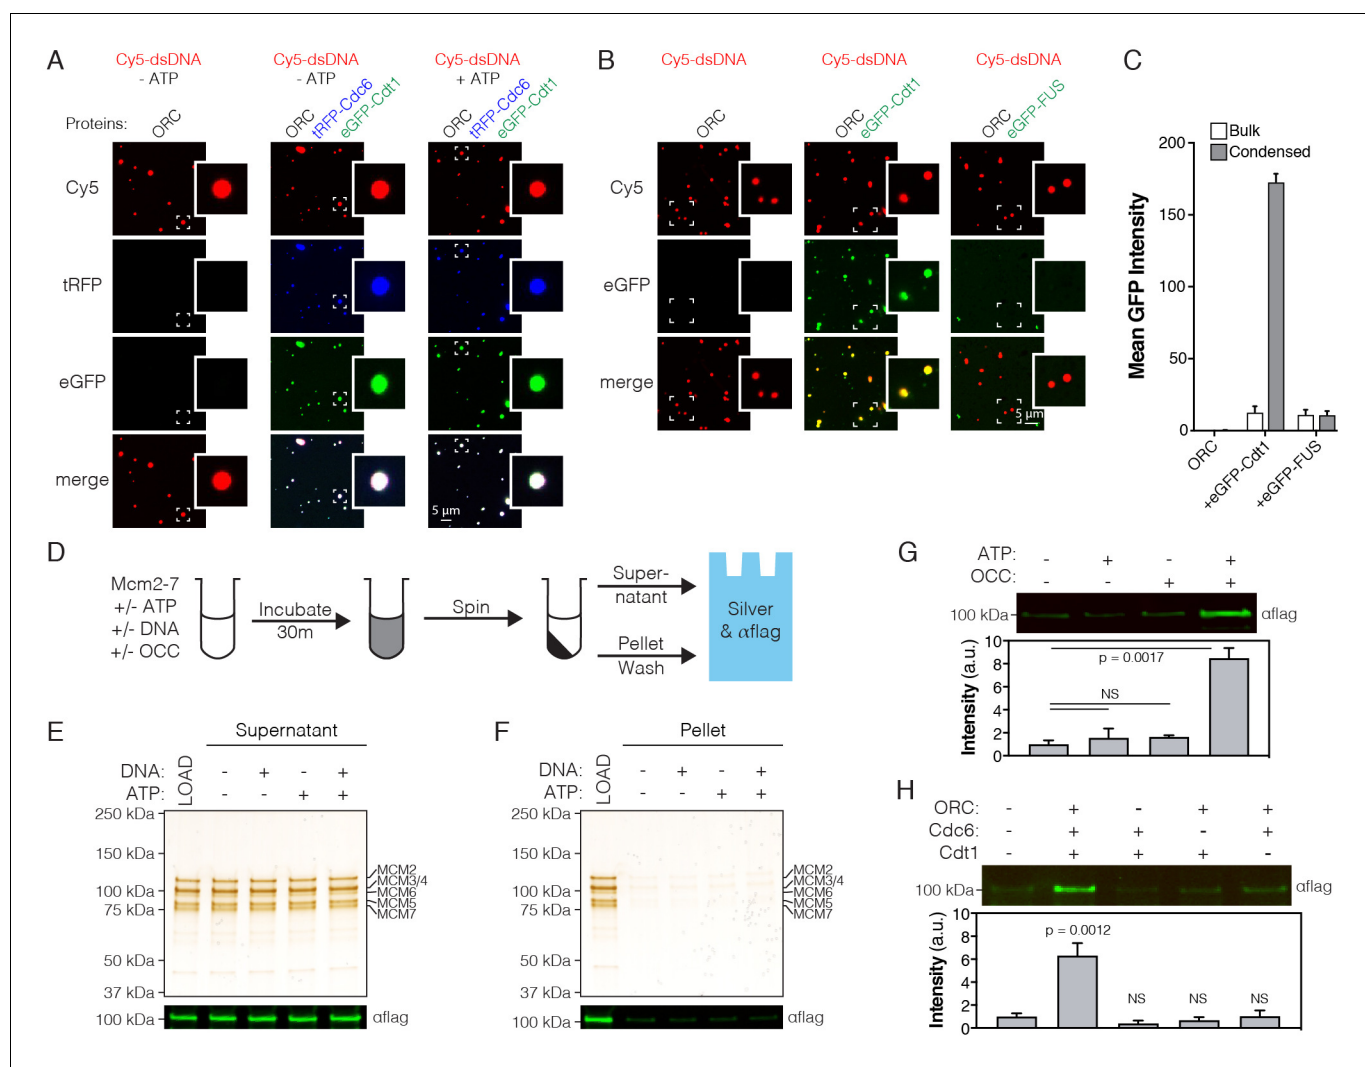 A
Cy5-dsDNA
- ATP
Cy5-dsDNA
- ATP
Cy5-dsDNA
+ ATP
Proteins:
ORC
ORC
tRFP-Cdc6
eGFP-Cdt1
ORC
tRFP-Cdc6
eGFP-Cdt1
Cy5
tRFP
eGFP
merge
5 µm
B
Cy5-dsDNA
Cy5-dsDNA
Cy5-dsDNA
ORC
ORC
eGFP-Cdt1
ORC
eGFP-FUS
Cy5
eGFP
merge
5 µm
C
Bulk
Condensed
Mean GFP Intensity
200
150
100
50
0
ORC
+eGFP-Cdt1
+eGFP-FUS
D
Mcm2-7
+/- ATP
+/- DNA
+/- OCC
Incubate
30m
Spin
Super-
natant
Pellet
Wash
Silver
& αflag
E
Supernatant
LOAD
DNA: - + - +
ATP: - - + +
250 kDa
150 kDa
100 kDa
75 kDa
50 kDa
37 kDa
MCM2
MCM3/4
MCM6
MCM5
MCM7
100 kDa
αflag
F
Pellet
LOAD
DNA: - + - +
ATP: - - + +
250 kDa
150 kDa
100 kDa
75 kDa
50 kDa
37 kDa
MCM2
MCM3/4
MCM6
MCM5
MCM7
100 kDa
αflag
G
ATP: - + - +
OCC: - - + +
100 kDa
αflag
Intensity (a.u.)
10
8
6
4
2
0
p = 0.0017
NS
H
ORC: - + - + +
Cdc6: - + + - +
Cdt1 - + + + -
100 kDa
αflag
Intensity (a.u.)
10
8
6
4
2
0
p = 0.0012
NS NS NS